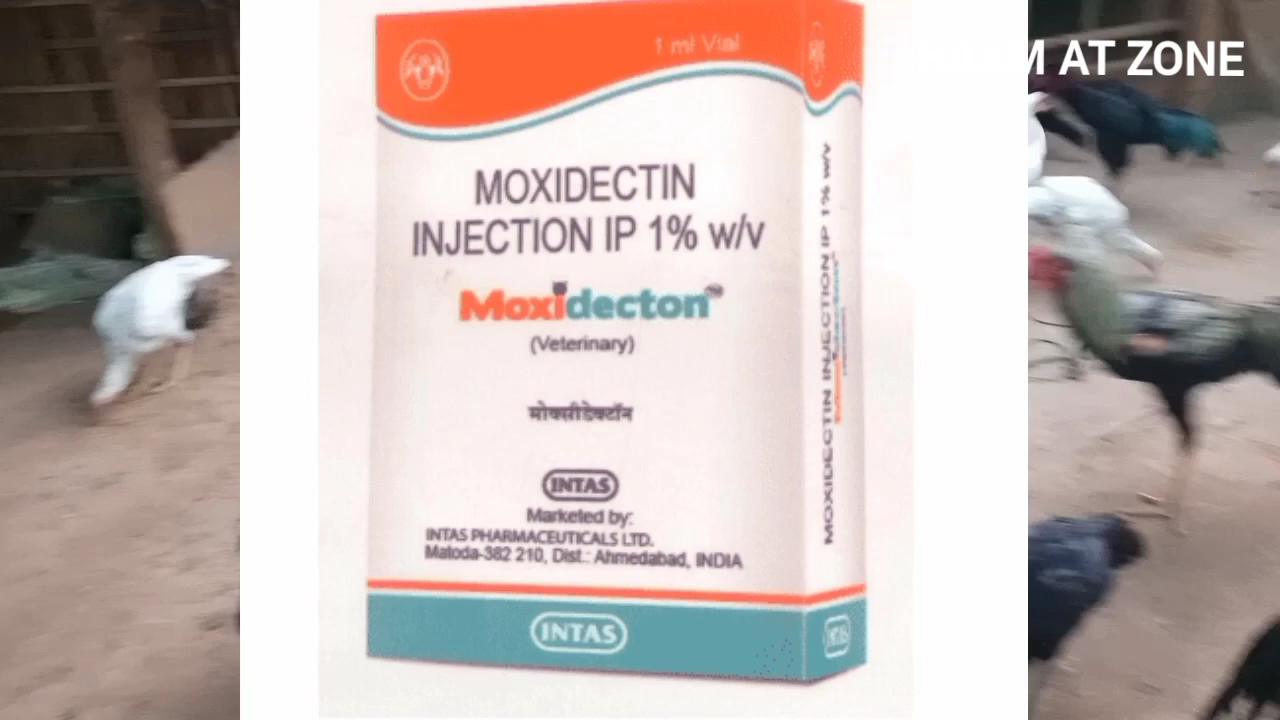 M AT ZONE
1 ml Vial
MOXIDECTIN
INJECTION IP 1% w/v
Moxidecton™
(Veterinary)
मोक्सीडेक्टॉन
INTAS
Marketed by:
INTAS PHARMACEUTICALS LTD.
Matoda-382 210, Dist.: Ahmedabad, INDIA
INTAS
MOXIDECTIN INJECTION IP 1% w/v